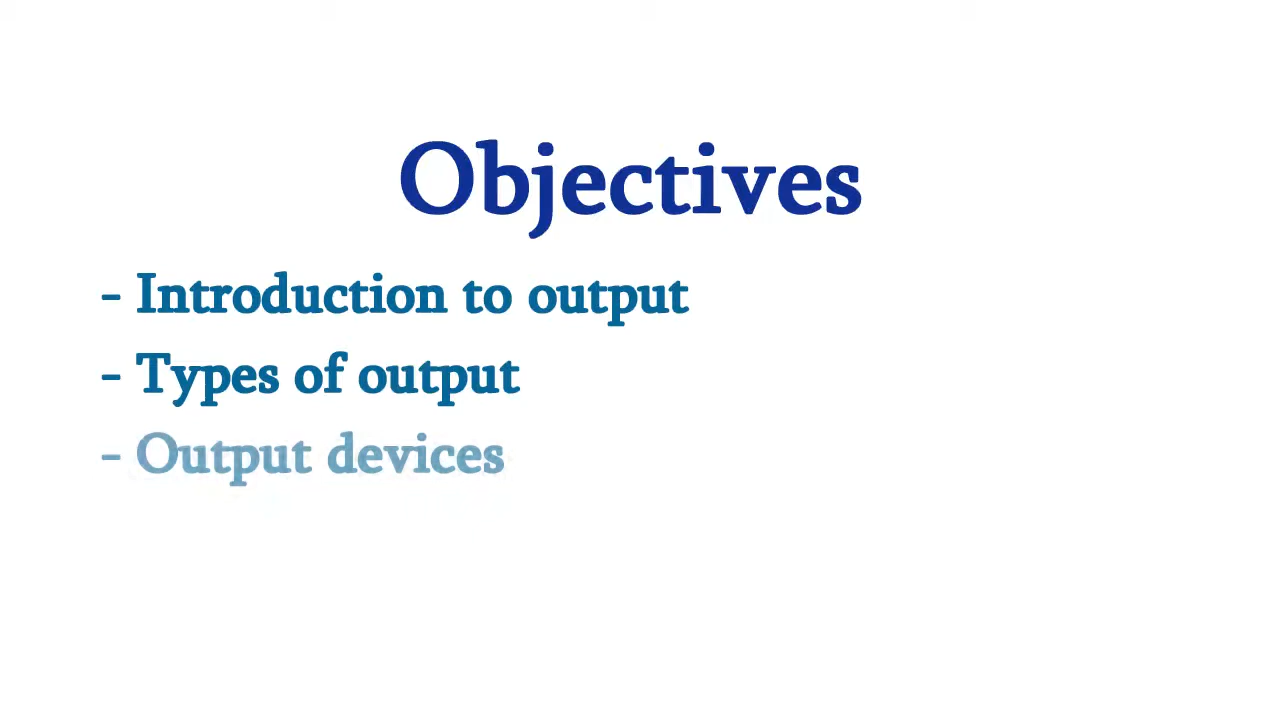 Objectives
- Introduction to output
- Types of output
- Output devices